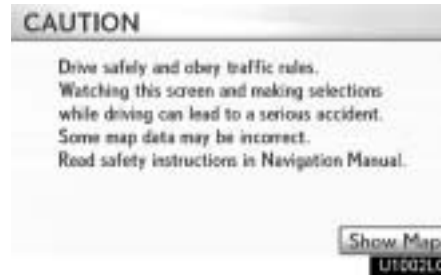 CAUTION
Drive safely and obey traffic rules.
Watching this screen and making selections
while driving can lead to a serious accident.
Some map data may be incorrect.
Read safety instructions in Navigation Manual.
Show Map